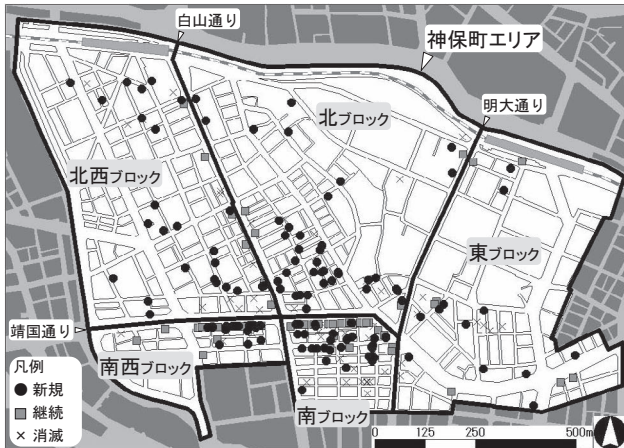 白山通り
神保町エリア
明大通り
北ブロック
北西ブロック
東ブロック
靖国通り
南西ブロック
南ブロック
凡例
新規
継続
消滅
0 125 250 500m